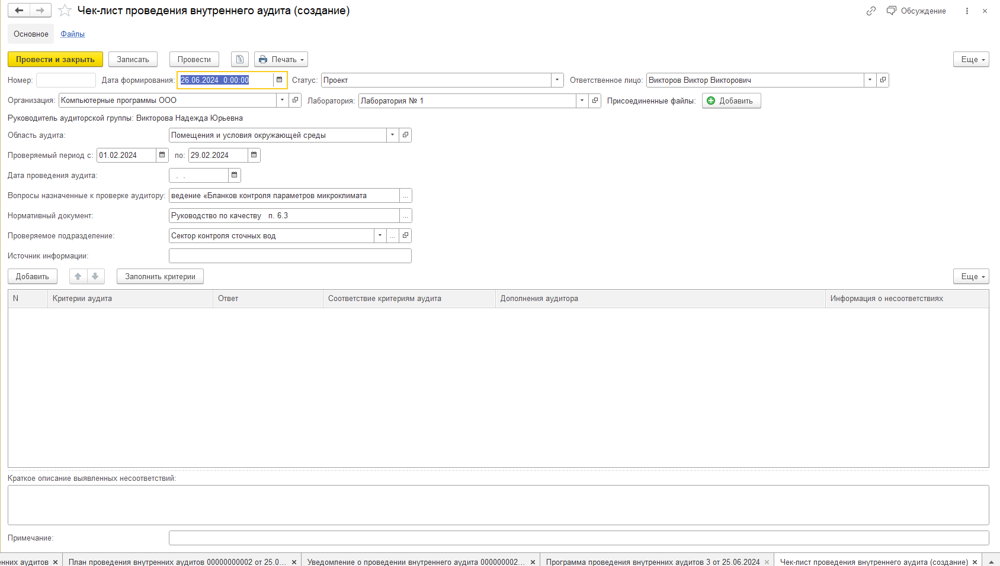 Чек-лист проведения внутреннего аудита (создание) Обсуждение
Основное Файлы
Провести и закрыть Записать Провести Печать Еще
Номер: Дата формирования: 26.06.2024 0:00:00 Статус: Проект Ответственное лицо: Викторов Виктор Викторович
Организация: Компьютерные программы ООО Лаборатория: Лаборатория № 1 Присоединенные файлы: Добавить
Руководитель аудиторской группы: Викторова Надежда Юрьевна
Область аудита: Помещения и условия окружающей среды
Проверяемый период с: 01.02.2024 по: 29.02.2024
Дата проведения аудита: . .
Вопросы назначенные к проверке аудитору: ведение «Бланков контроля параметров микроклимата ...
Нормативный документ: Руководство по качеству п. 6.3 ...
Проверяемое подразделение: Сектор контроля сточных вод ...
Источник информации:
Добавить Заполнить критерии Еще
N Критерии аудита Ответ Соответствие критериям аудита Дополнения аудитора Информация о несоответствиях
Краткое описание выявленных несоответствий:
Примечание:
енних аудитов План проведения внутренних аудитов 00000000002 от 25.0... Уведомление о проведении внутреннего аудита 000000002... Программа проведения внутренних аудитов 3 от 25.06.2024 Чек-лист проведения внутреннего аудита (создание)